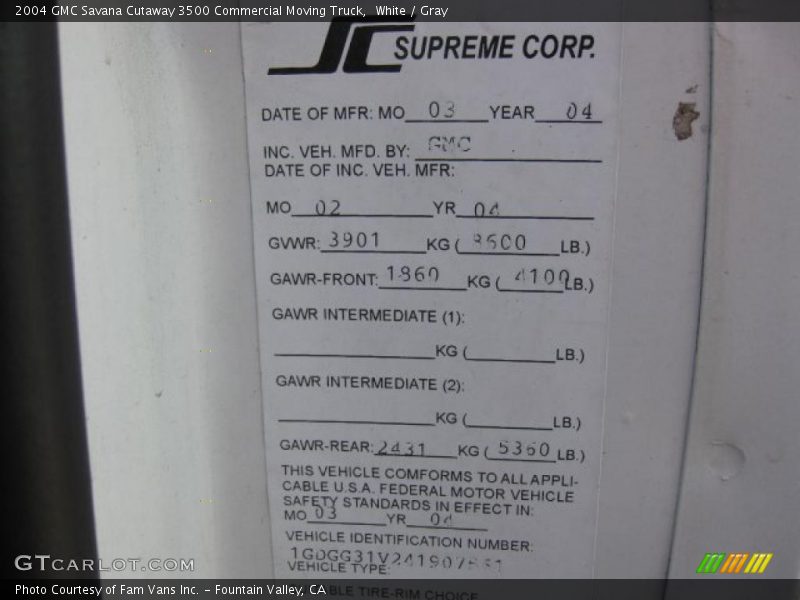 2004 GMC Savana Cutaway 3500 Commercial Moving Truck, White / Gray
SUPREME CORP.
DATE OF MFR: MO 03 YEAR 04
INC. VEH. MFD. BY: GMC
DATE OF INC. VEH. MFR:
MO 02 YR 04
GVWR: 3901 KG ( 8600 LB.)
GAWR-FRONT: 1860 KG ( 4100 LB.)
GAWR INTERMEDIATE (1):
KG ( LB.)
GAWR INTERMEDIATE (2):
KG ( LB.)
GAWR-REAR: 2431 KG ( 5360 LB.)
THIS VEHICLE COMFORMS TO ALL APPLI-
CABLE U.S.A. FEDERAL MOTOR VEHICLE
SAFETY STANDARDS IN EFFECT IN:
MO 03 YR 04
VEHICLE IDENTIFICATION NUMBER:
VEHICLE TYPE:
TIRE-RIM CHOICE
GTCARLOT.COM
Photo Courtesy of Fam Vans Inc. – Fountain Valley, CA